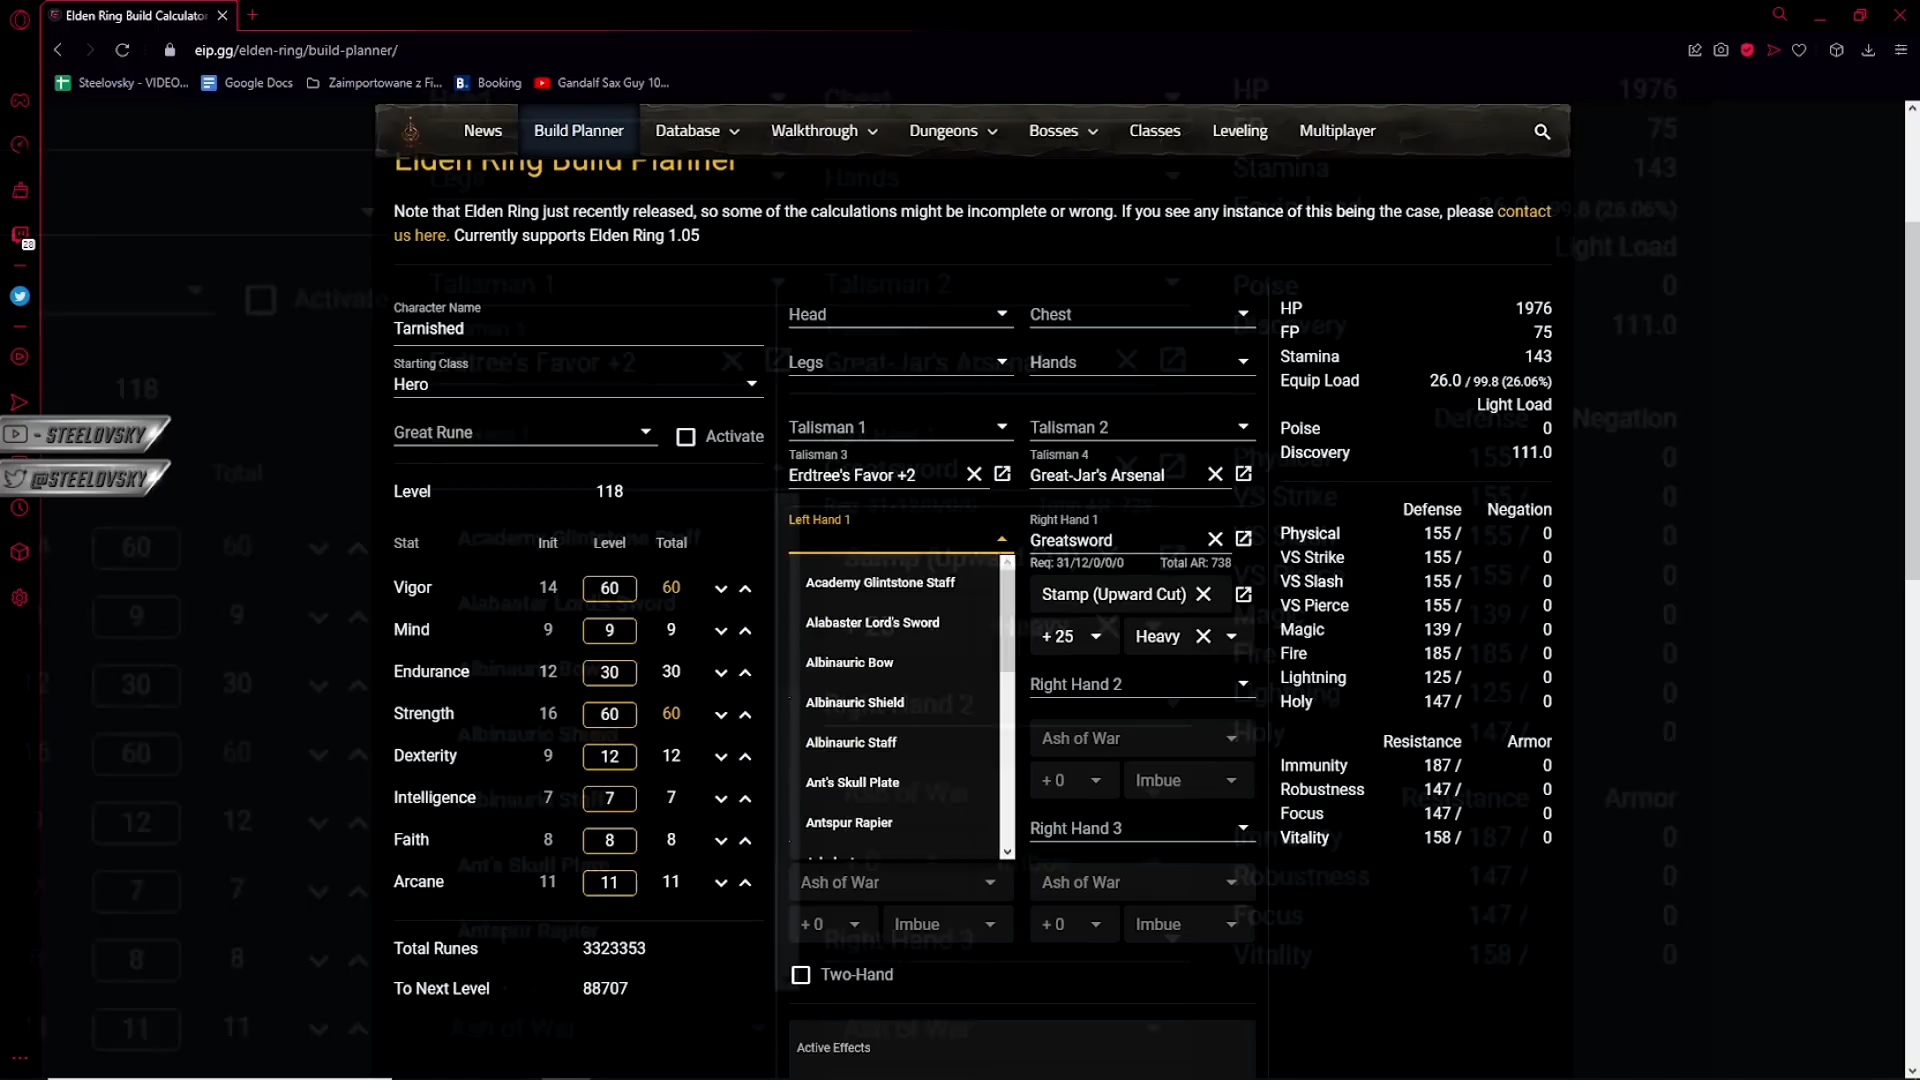 Elden Ring Build Calculator
eip.gg/elden-ring/build-planner/
Steelovsky - VIDEO...
Google Docs
Zaimportowane z Fi...
B. Booking
Gandalf Sax Guy 10...
News
Build Planner
Database
Walkthrough
Dungeons
Bosses
Classes
Leveling
Multiplayer
Elden Ring Build Planner
Note that Elden Ring just recently released, so some of the calculations might be incomplete or wrong. If you see any instance of this being the case, please contact
us here. Currently supports Elden Ring 1.05
28
- STEELOVSKY
@STEELOVSKY
Character Name
Tarnished
Starting Class
Hero
Great Rune
Activate
Level 118
Stat Init Level Total
Vigor 14 60 60
Mind 9 9 9
Endurance 12 30 30
Strength 16 60 60
Dexterity 9 12 12
Intelligence 7 7 7
Faith 8 8 8
Arcane 11 11 11
Total Runes 3323353
To Next Level 88707
Head
Chest
Legs
Hands
Talisman 1
Talisman 2
Talisman 3
Erdtree's Favor +2
Talisman 4
Great-Jar's Arsenal
Left Hand 1
Academy Glintstone Staff
Alabaster Lord's Sword
Albinauric Bow
Albinauric Shield
Albinauric Staff
Ant's Skull Plate
Antspur Rapier
Ash of War
+ 0
Imbue
Right Hand 1
Greatsword
Req: 31/12/0/0/0 Total AR: 738
Stamp (Upward Cut)
+ 25
Heavy
Right Hand 2
Ash of War
+ 0
Imbue
Right Hand 3
Ash of War
+ 0
Imbue
Two-Hand
Active Effects
HP 1976
FP 75
Stamina 143
Equip Load 26.0 / 99.8 (26.06%)
Light Load
Poise 0
Discovery 111.0
Defense Negation
Physical 155 / 0
VS Strike 155 / 0
VS Slash 155 / 0
VS Pierce 155 / 0
Magic 139 / 0
Fire 185 / 0
Lightning 125 / 0
Holy 147 / 0
Resistance Armor
Immunity 187 / 0
Robustness 147 / 0
Focus 147 / 0
Vitality 158 / 0